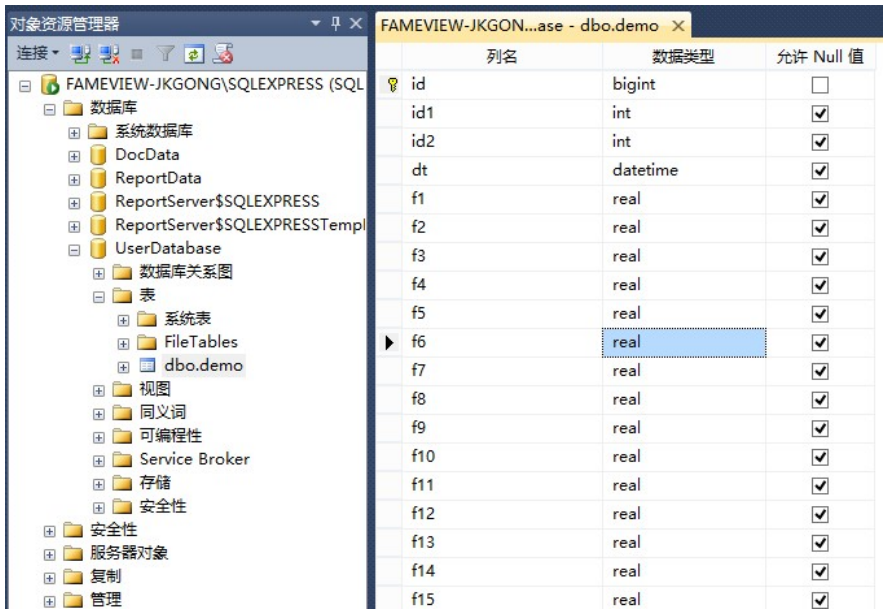 对象资源管理器
连接
FAMEVIEW-JKGONG\SQLEXPRESS (SQL
数据库
系统数据库
DocData
ReportData
ReportServer$SQLEXPRESS
ReportServer$SQLEXPRESSTempl
UserDatabase
数据库关系图
表
系统表
FileTables
dbo.demo
视图
同义词
可编程性
Service Broker
存储
安全性
安全性
服务器对象
复制
管理
FAMEVIEW-JKGON...ase - dbo.demo
列名 数据类型 允许 Null 值
id bigint
id1 int
id2 int
dt datetime
f1 real
f2 real
f3 real
f4 real
f5 real
f6 real
f7 real
f8 real
f9 real
f10 real
f11 real
f12 real
f13 real
f14 real
f15 real